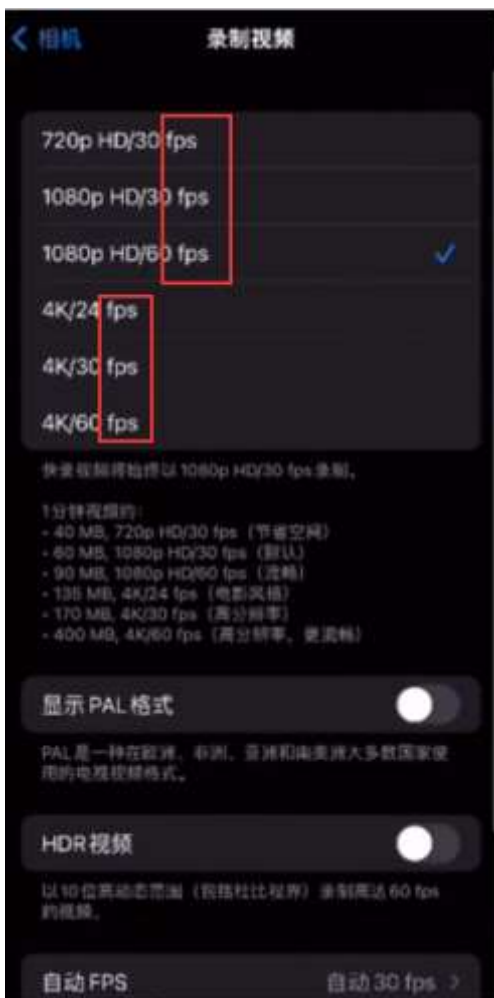 相机
录制视频
720p HD/30 fps
1080p HD/30 fps
1080p HD/60 fps
4K/24 fps
4K/30 fps
4K/60 fps
快录视频将始终以 1080p HD/30 fps 录制。
1分钟视频约:
- 40 MB, 720p HD/30 fps（节省空间）
- 60 MB, 1080p HD/30 fps（默认）
- 90 MB, 1080p HD/60 fps（流畅）
- 135 MB, 4K/24 fps（电影风格）
- 170 MB, 4K/30 fps（高分辨率）
- 400 MB, 4K/60 fps（高分辨率，更流畅）
显示 PAL 格式
PAL 是一种在欧洲、非洲、亚洲和南美洲大多数国家使
用的电视视频格式。
HDR 视频
以 10 位高动态范围（包括杜比视界）录制高达 60 fps
的视频。
自动 FPS
自动 30 fps